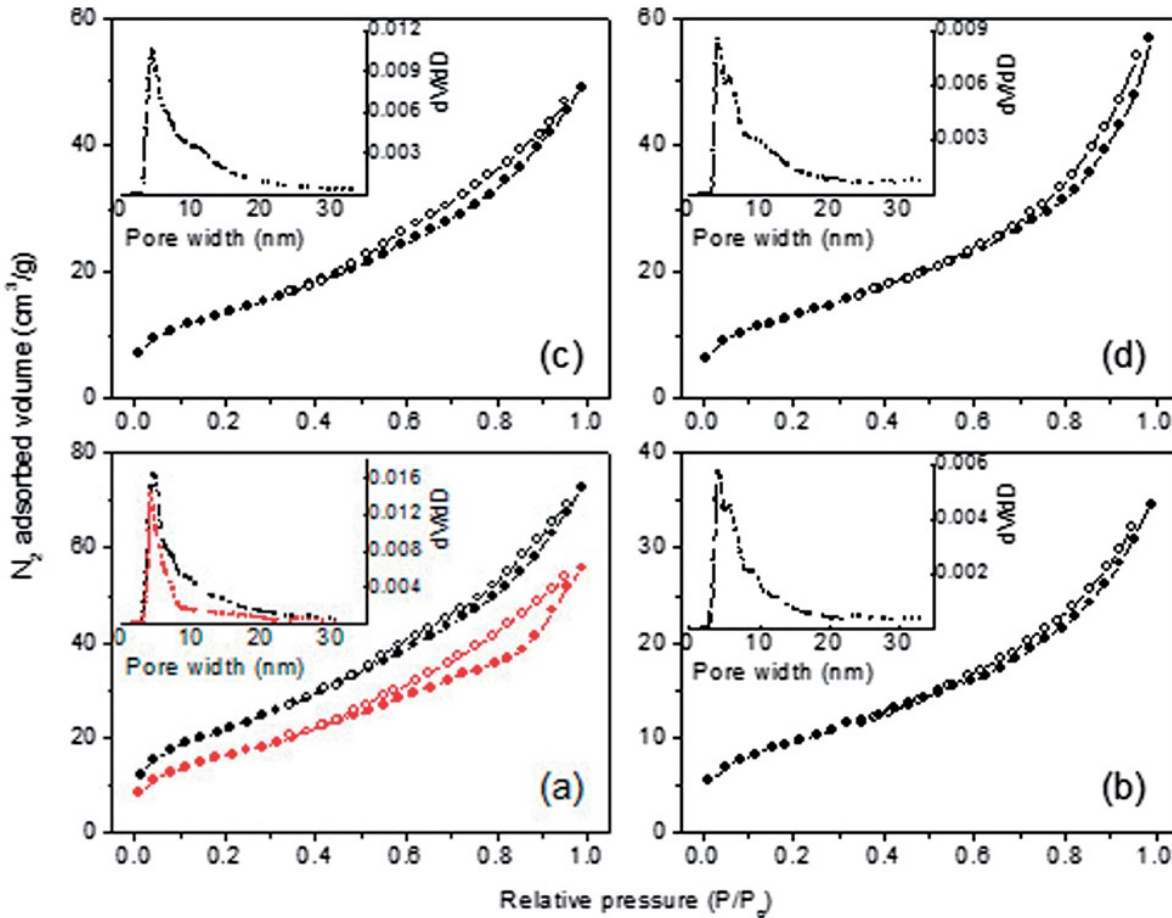 60
40
20
0
0.012
0.009
0.006
0.003
dV/dD
0 10 20 30
Pore width (nm)
(c)
0.0 0.2 0.4 0.6 0.8 1.0
60
40
20
0
0.009
0.006
0.003
dV/dD
0 10 20 30
Pore width (nm)
(d)
0.0 0.2 0.4 0.6 0.8 1.0
N2 adsorbed volume (cm³/g)
80
60
40
20
0
0.016
0.012
0.008
0.004
dV/dD
0 10 20 30
Pore width (nm)
(a)
0.0 0.2 0.4 0.6 0.8 1.0
40
30
20
10
0
0.006
0.004
0.002
dV/dD
0 10 20 30
Pore width (nm)
(b)
0.0 0.2 0.4 0.6 0.8 1.0
Relative pressure (P/P₀)